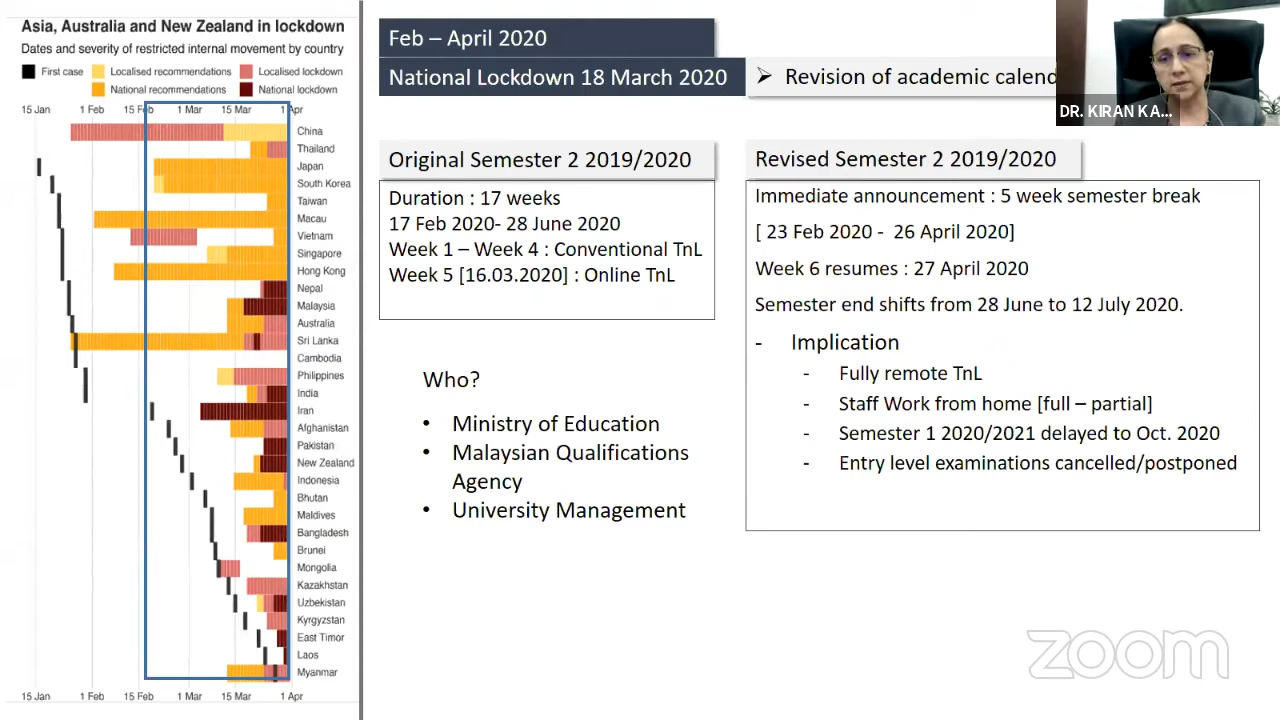 Asia, Australia and New Zealand in lockdown
Dates and severity of restricted internal movement by country
First case
Localised recommendations
Localised lockdown
National recommendations
National lockdown
15 Jan 1 Feb 15 Feb 1 Mar 15 Mar 1 Apr
China
Thailand
Japan
South Korea
Taiwan
Macau
Vietnam
Singapore
Hong Kong
Nepal
Malaysia
Australia
Sri Lanka
Cambodia
Philippines
India
Iran
Afghanistan
Pakistan
New Zealand
Indonesia
Bhutan
Maldives
Bangladesh
Brunei
Mongolia
Kazakhstan
Uzbekistan
Kyrgyzstan
East Timor
Laos
Myanmar
15 Jan 1 Feb 15 Feb 1 Mar 15 Mar 1 Apr
Feb – April 2020
National Lockdown 18 March 2020
➢ Revision of academic calend
DR. KIRAN KA...
Original Semester 2 2019/2020
Duration : 17 weeks
17 Feb 2020- 28 June 2020
Week 1 – Week 4 : Conventional TnL
Week 5 [16.03.2020] : Online TnL
Who?
• Ministry of Education
• Malaysian Qualifications
Agency
• University Management
Revised Semester 2 2019/2020
Immediate announcement : 5 week semester break
[ 23 Feb 2020 - 26 April 2020]
Week 6 resumes : 27 April 2020
Semester end shifts from 28 June to 12 July 2020.
- Implication
- Fully remote TnL
- Staff Work from home [full – partial]
- Semester 1 2020/2021 delayed to Oct. 2020
- Entry level examinations cancelled/postponed
zoom